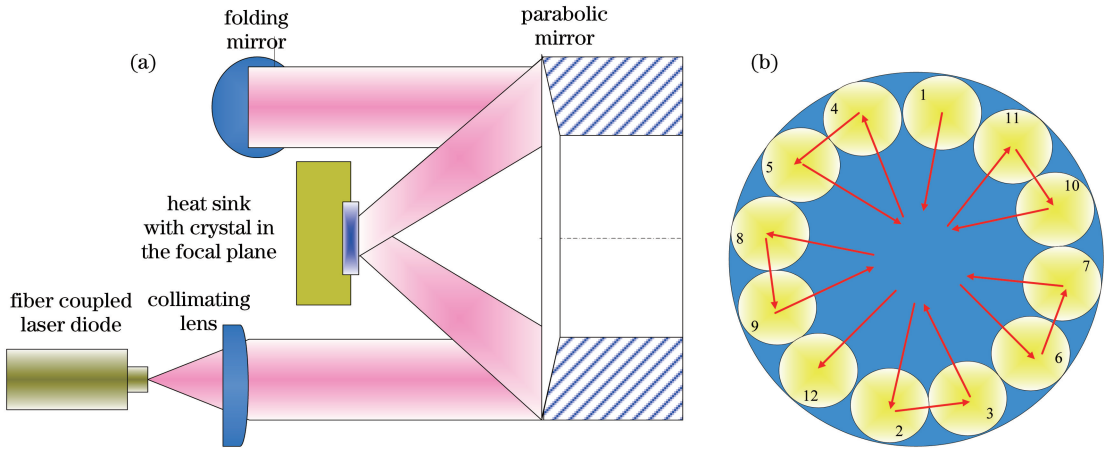 folding
mirror
parabolic
mirror
(a)
(b)
heat sink
with crystal in
the focal plane
fiber coupled
laser diode
collimating
lens
1
4
11
5
10
8
7
9
6
12
2
3